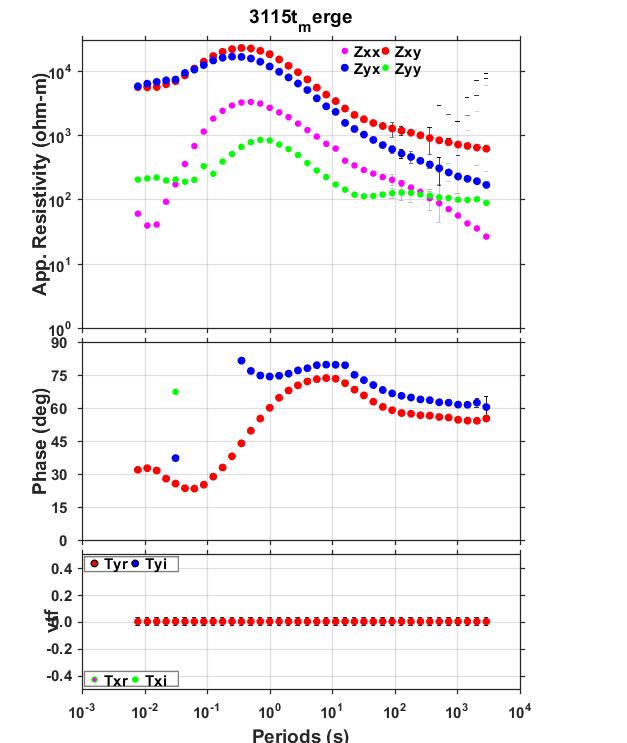 3115tmerge
Zxx Zxy
Zyx Zyy
App. Resistivity (ohm-m)
10^4
10^3
10^2
10^1
10^0
Phase (deg)
90
75
60
45
30
15
0
Tyr Tyi
vtf
0.4
0.2
0.0
-0.2
-0.4
Txr Txi
10^-3 10^-2 10^-1 10^0 10^1 10^2 10^3 10^4
Periods (s)